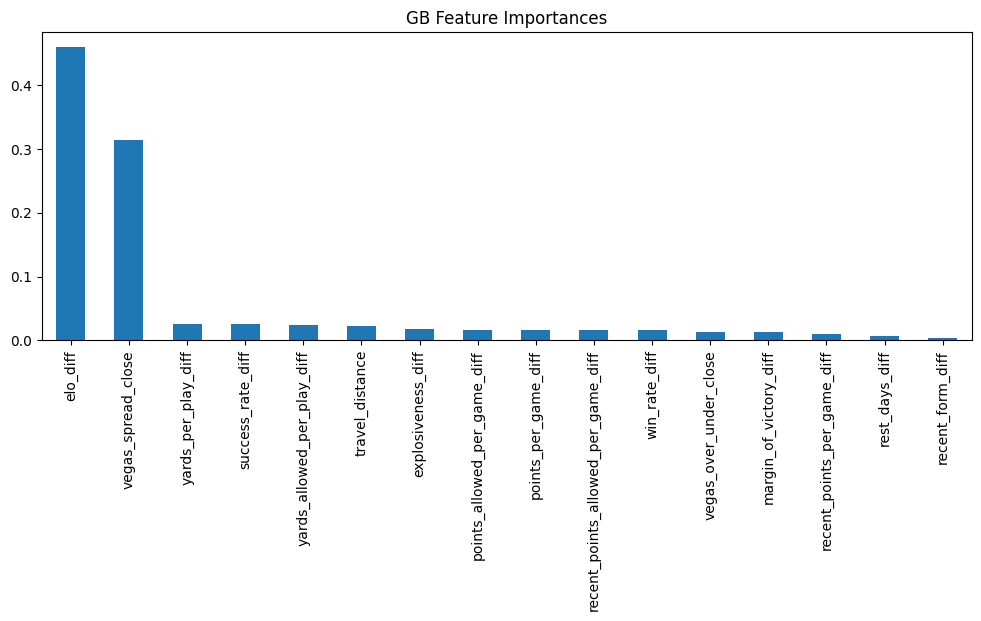 GB Feature Importances
0.4
0.3
0.2
0.1
0.0
elo_diff
vegas_spread_close
yards_per_play_diff
success_rate_diff
yards_allowed_per_play_diff
travel_distance
explosiveness_diff
points_allowed_per_game_diff
points_per_game_diff
recent_points_allowed_per_game_diff
win_rate_diff
vegas_over_under_close
margin_of_victory_diff
recent_points_per_game_diff
rest_days_diff
recent_form_diff